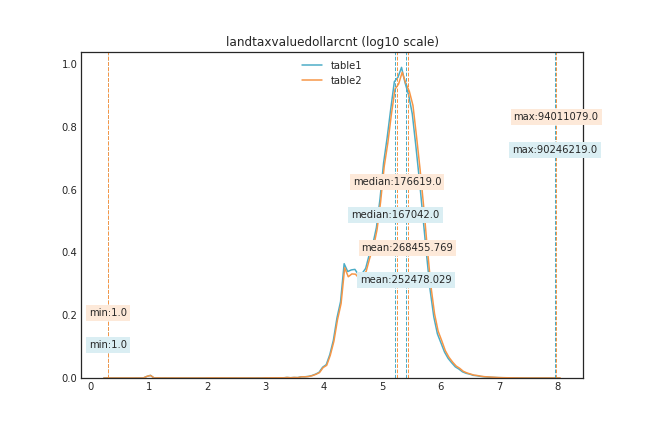 landtaxvaluedollarcnt (log10 scale)
table1
table2
1.0
0.8
0.6
0.4
0.2
0.0
max:94011079.0
max:90246219.0
median:176619.0
median:167042.0
mean:268455.769
mean:252478.029
min:1.0
min:1.0
0 1 2 3 4 5 6 7 8